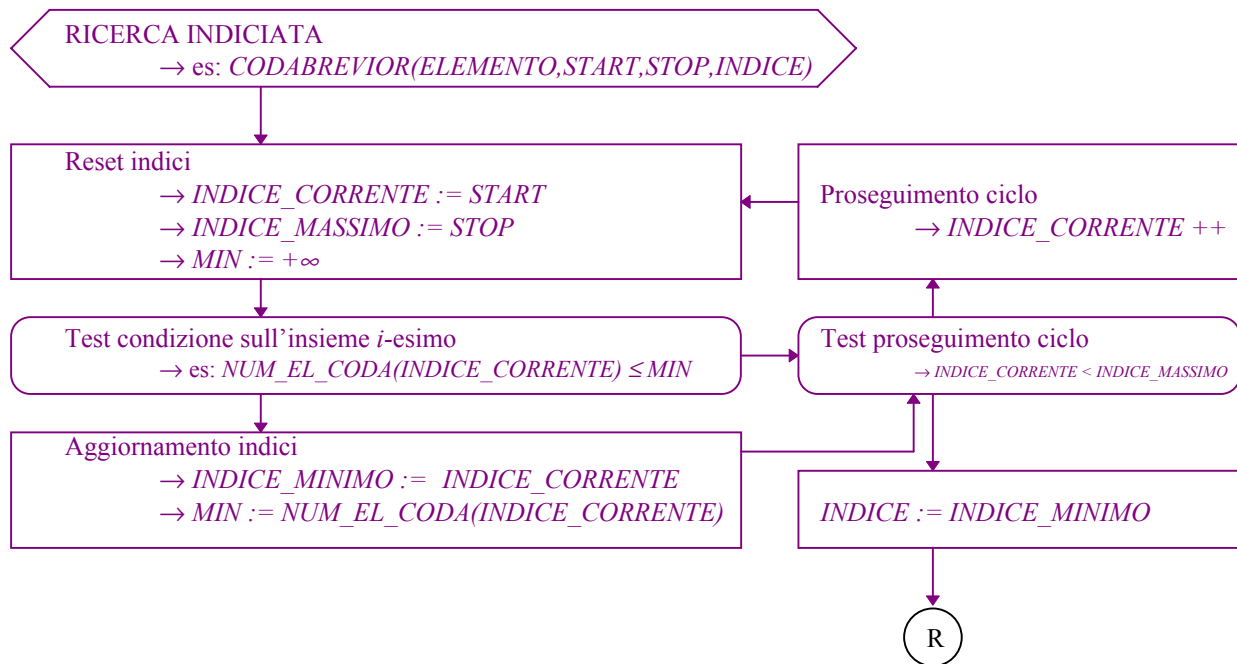 RICERCA INDICIATA
→ es: CODABREVIOR(ELEMENTO,START,STOP,INDICE)
Reset indici
→ INDICE_CORRENTE := START
→ INDICE_MASSIMO := STOP
→ MIN := +∞
Proseguimento ciclo
→ INDICE_CORRENTE ++
Test condizione sull’insieme i-esimo
→ es: NUM_EL_CODA(INDICE_CORRENTE) ≤ MIN
Test proseguimento ciclo
→ INDICE_CORRENTE < INDICE_MASSIMO
Aggiornamento indici
→ INDICE_MINIMO := INDICE_CORRENTE
→ MIN := NUM_EL_CODA(INDICE_CORRENTE)
INDICE := INDICE_MINIMO
R